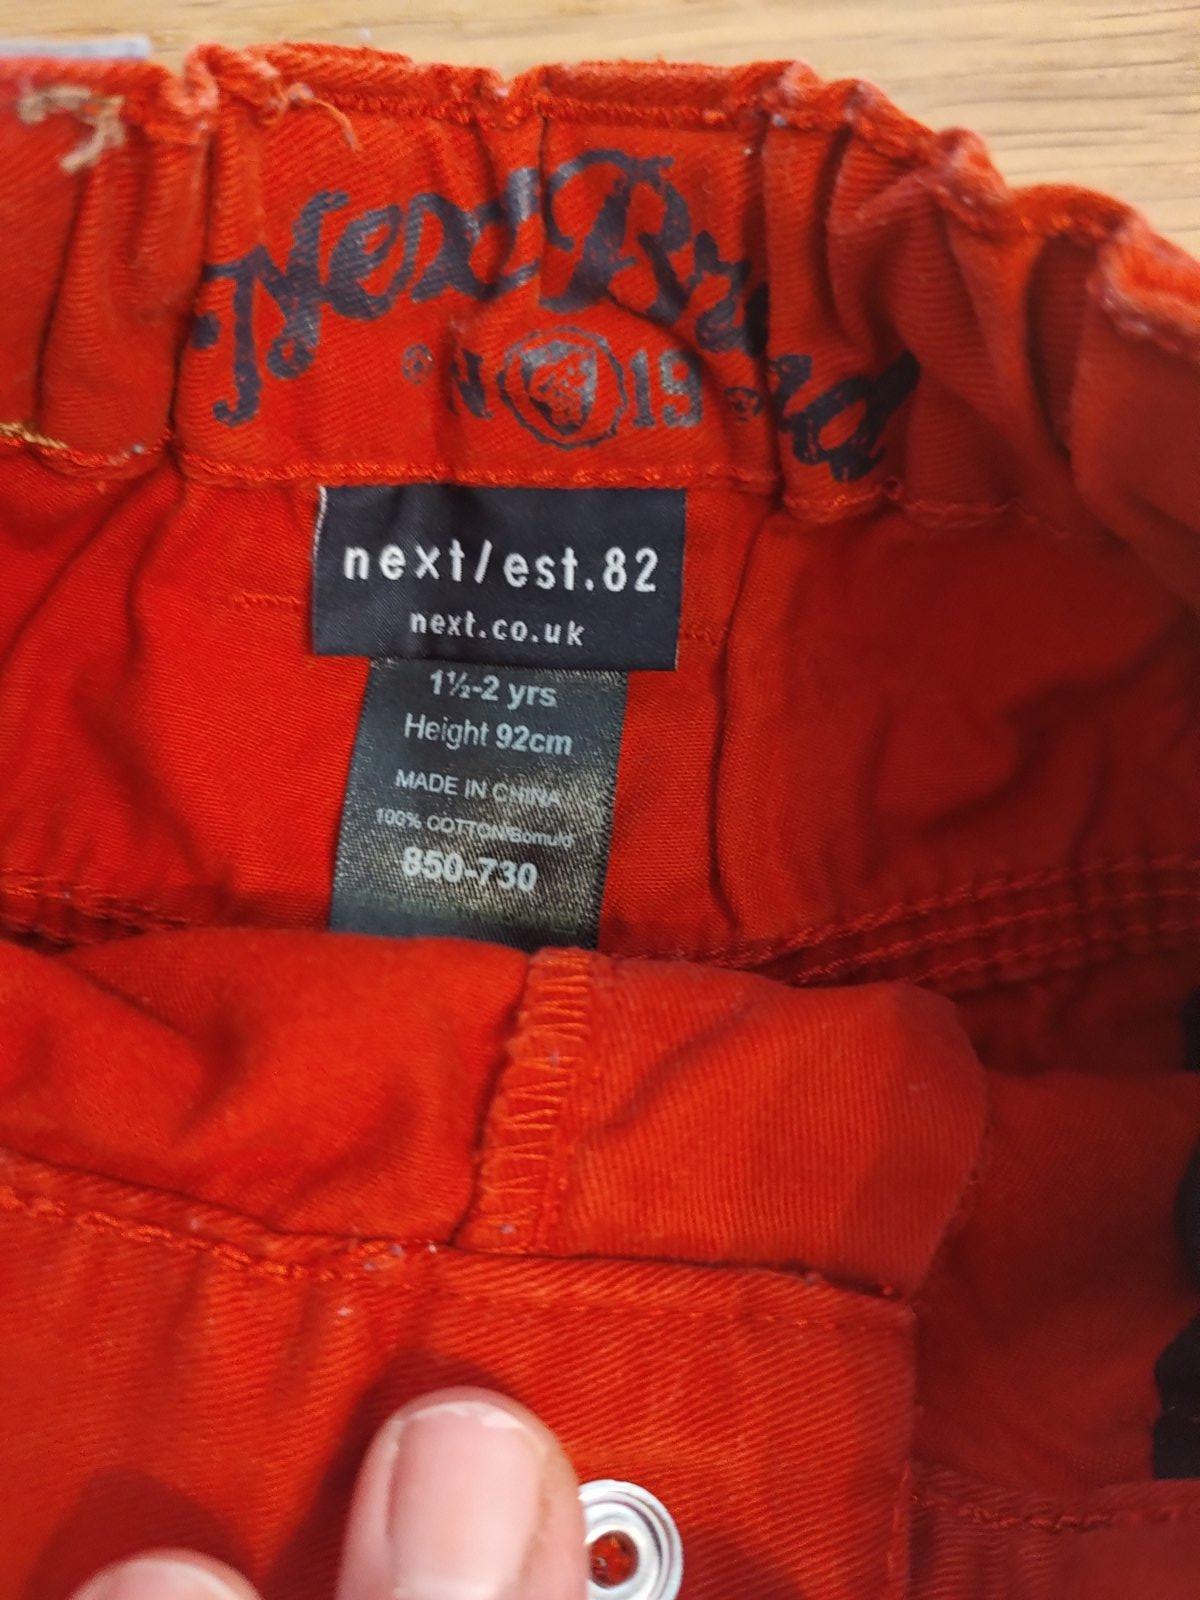 Next Brand
N 19
next/est.82
next.co.uk
1½-2 yrs
Height 92cm
MADE IN CHINA
100% COTTON/Bomuld
850-730